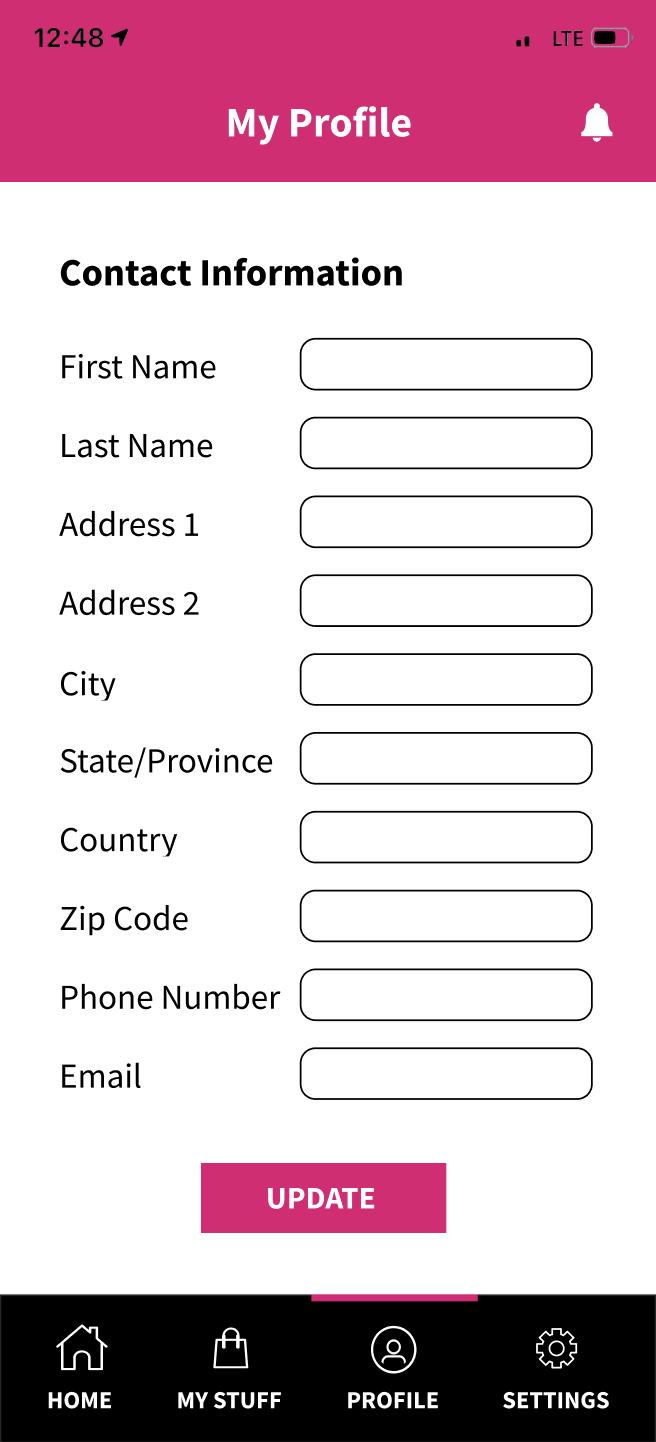 12:48
LTE
My Profile
Contact Information
First Name
Last Name
Address 1
Address 2
City
State/Province
Country
Zip Code
Phone Number
Email
UPDATE
HOME MY STUFF PROFILE SETTINGS